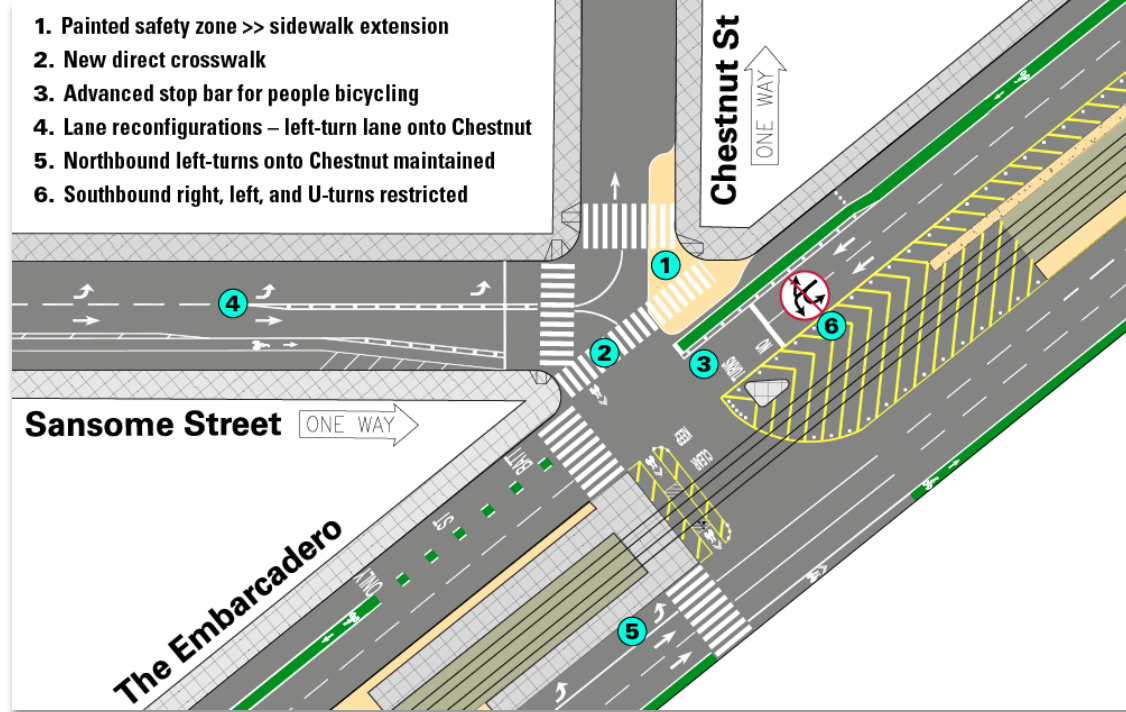 1. Painted safety zone >> sidewalk extension
2. New direct crosswalk
3. Advanced stop bar for people bicycling
4. Lane reconfigurations – left-turn lane onto Chestnut
5. Northbound left-turns onto Chestnut maintained
6. Southbound right, left, and U-turns restricted
Chestnut St
ONE WAY
1
2
3
4
5
6
NO
TURNS
KEEP
CLEAR
Sansome Street
ONE WAY
BATT
ST
ONLY
The Embarcadero